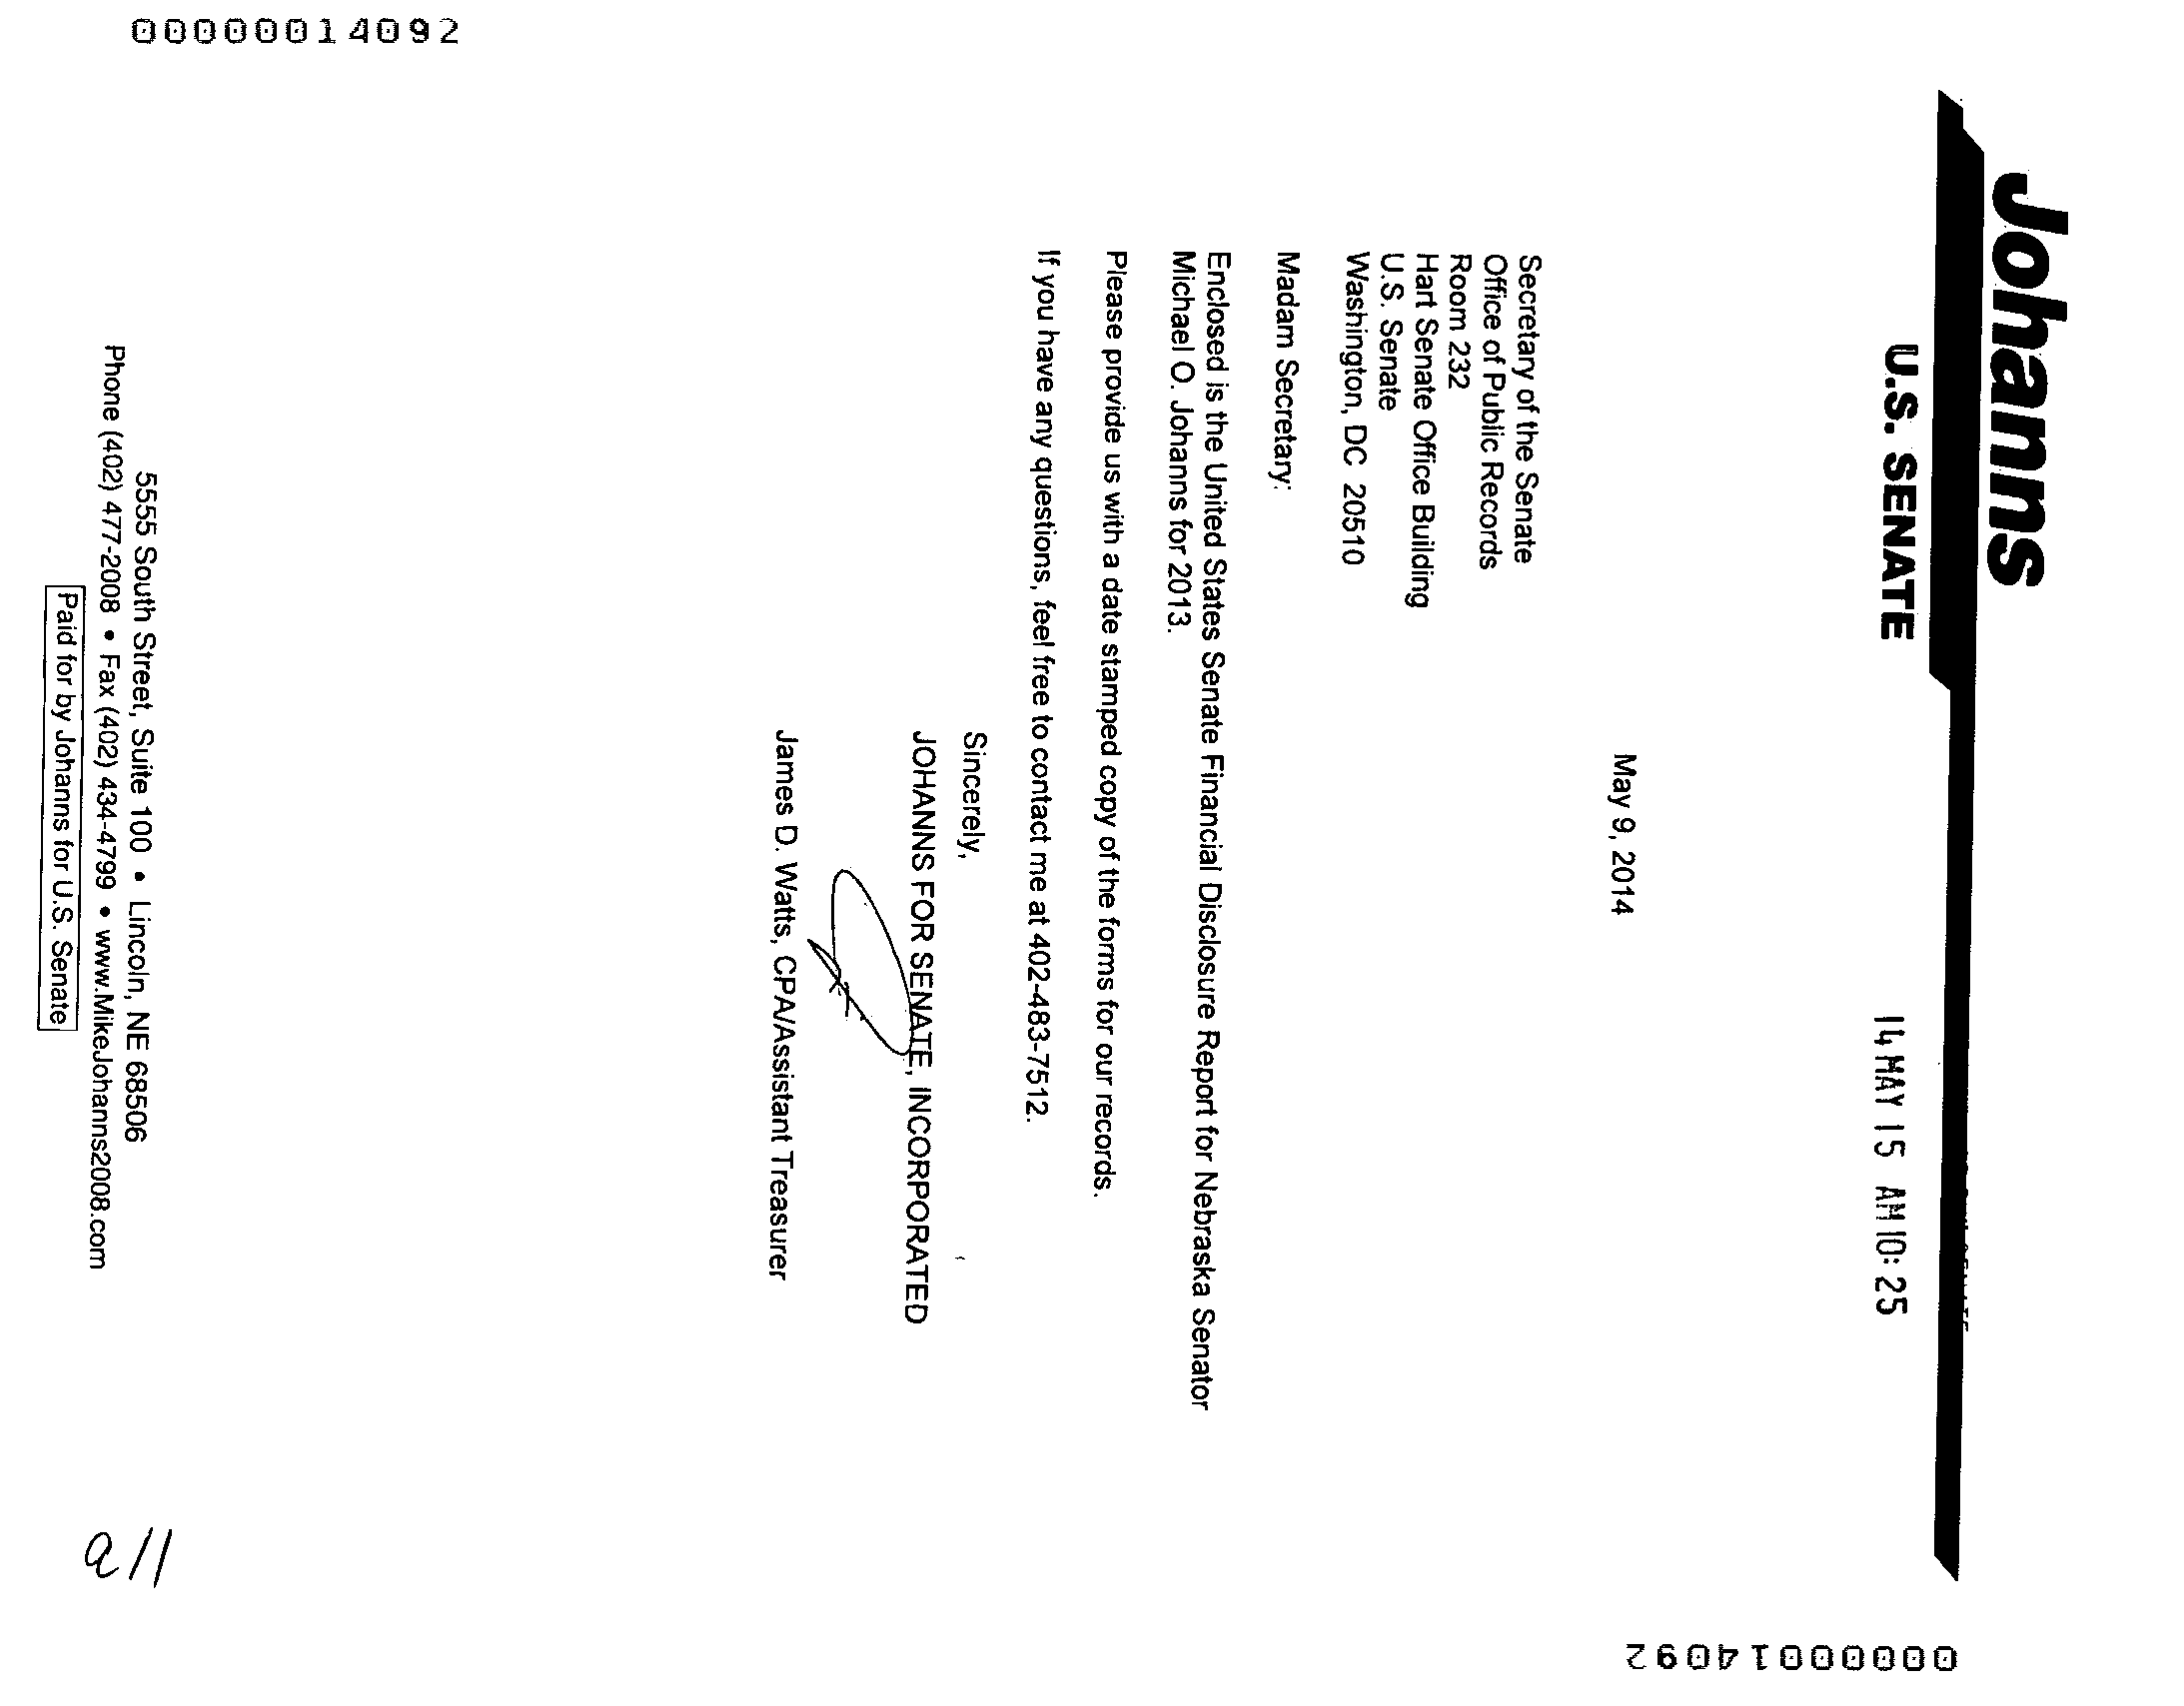 00000014092
Johanns
U.S. SENATE
14 MAY 15 AM 10:25
May 9, 2014
Secretary of the Senate
Office of Public Records
Room 232
Hart Senate Office Building
U.S. Senate
Washington, DC 20510
Madam Secretary:
Enclosed is the United States Senate Financial Disclosure Report for Nebraska Senator
Michael O. Johanns for 2013.
Please provide us with a date stamped copy of the forms for our records.
If you have any questions, feel free to contact me at 402-483-7512.
Sincerely,
JOHANNS FOR SENATE, INCORPORATED
James D. Watts, CPA/Assistant Treasurer
5555 South Street, Suite 100 • Lincoln, NE 68506
Phone (402) 477-2008 • Fax (402) 434-4799 • www.MikeJohanns2008.com
Paid for by Johanns for U.S. Senate
00000014092